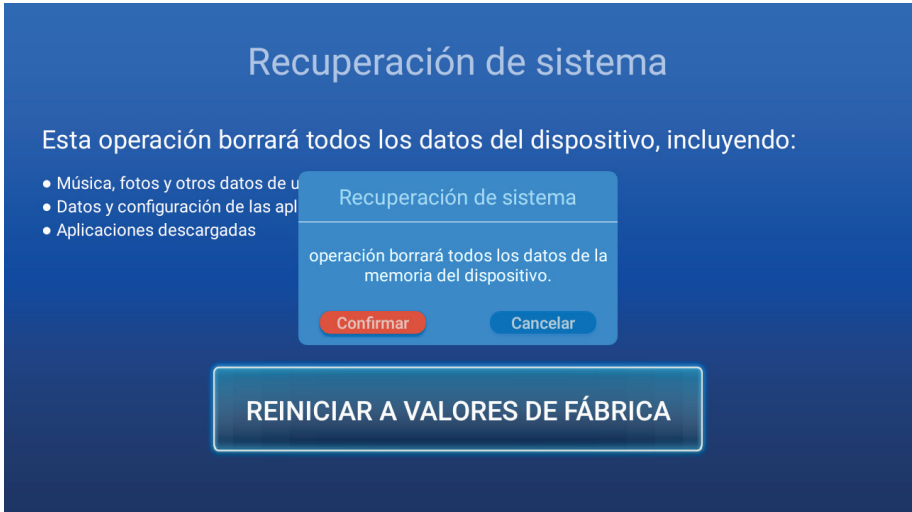 Recuperación de sistema
Esta operación borrará todos los datos del dispositivo, incluyendo:
● Música, fotos y otros datos de u
● Datos y configuración de las apl
● Aplicaciones descargadas
Recuperación de sistema
operación borrará todos los datos de la
memoria del dispositivo.
Confirmar Cancelar
REINICIAR A VALORES DE FÁBRICA